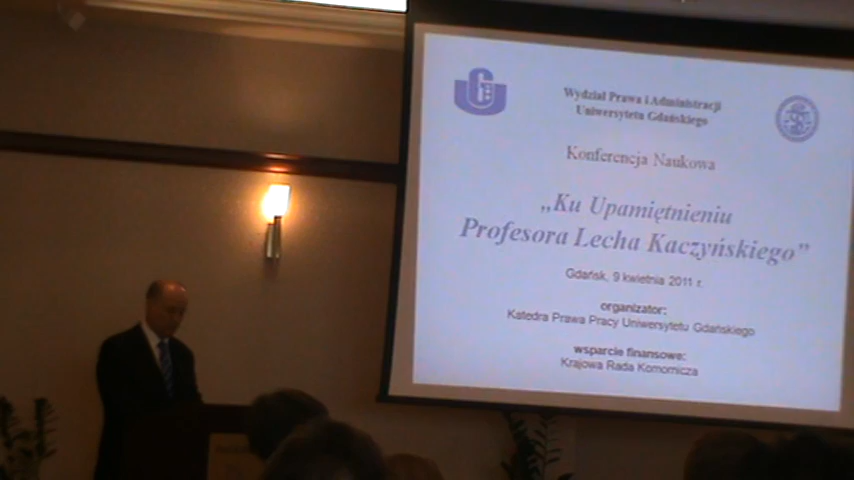 Wydział Prawa i Administracji
Uniwersytetu Gdańskiego
Konferencja Naukowa
„Ku Upamiętnieniu
Profesora Lecha Kaczyńskiego”
Gdańsk, 9 kwietnia 2011 r.
organizator:
Katedra Prawa Pracy Uniwersytetu Gdańskiego
wsparcie finansowe:
Krajowa Rada Komornicza